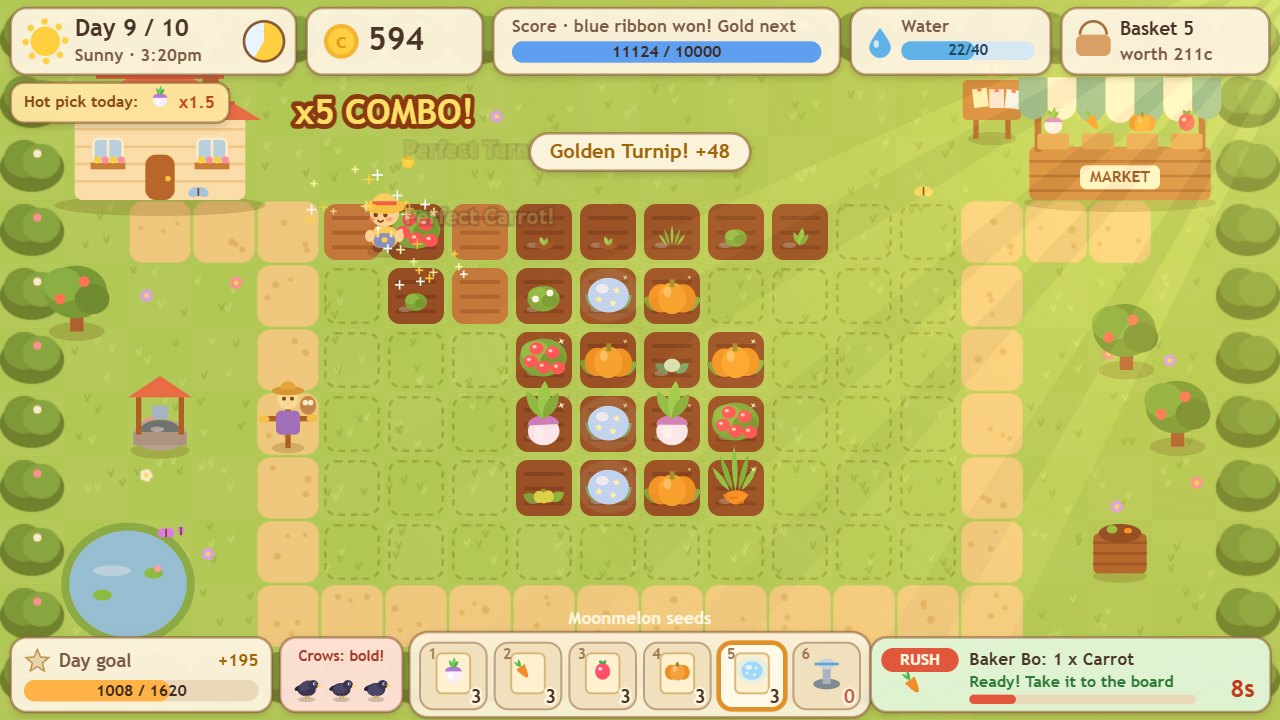 Day 9 / 10
Sunny · 3:20pm
C
594
Score · blue ribbon won! Gold next
11124 / 10000
Water
22/40
Basket 5
worth 211c
Hot pick today: x1.5
x5 COMBO!
Perfect Turn
Golden Turnip! +48
Perfect Carrot!
MARKET
Moonmelon seeds
Day goal +195
1008 / 1620
Crows: bold!
1
3
2
3
3
3
4
3
5
3
6
0
RUSH
Baker Bo: 1 x Carrot
Ready! Take it to the board
8s